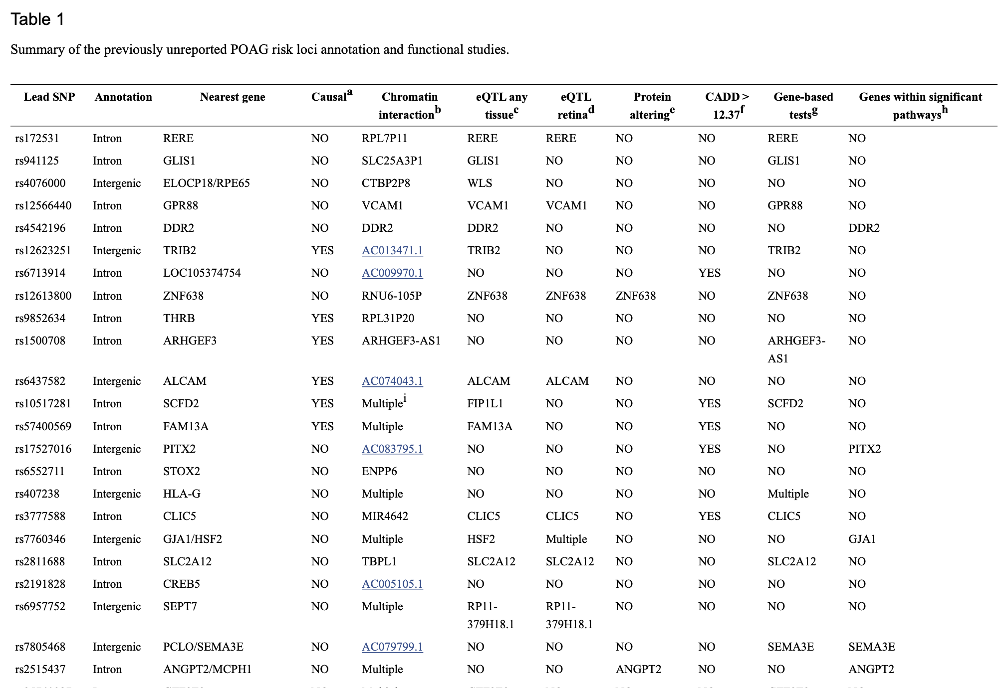 Table 1
Summary of the previously unreported POAG risk loci annotation and functional studies.
Lead SNP Annotation Nearest gene Causal^a Chromatin interaction^b eQTL any tissue^c eQTL retina^d Protein altering^e CADD > 12.37^f Gene-based tests^g Genes within significant pathways^h
rs172531 Intron RERE NO RPL7P11 RERE RERE NO NO RERE NO
rs941125 Intron GLIS1 NO SLC25A3P1 GLIS1 NO NO NO GLIS1 NO
rs4076000 Intergenic ELOCP18/RPE65 NO CTBP2P8 WLS NO NO NO NO NO
rs12566440 Intron GPR88 NO VCAM1 VCAM1 VCAM1 NO NO GPR88 NO
rs4542196 Intron DDR2 NO DDR2 DDR2 NO NO NO NO DDR2
rs12623251 Intergenic TRIB2 YES AC013471.1 TRIB2 NO NO NO TRIB2 NO
rs6713914 Intron LOC105374754 NO AC009970.1 NO NO NO YES NO NO
rs12613800 Intron ZNF638 NO RNU6-105P ZNF638 ZNF638 ZNF638 NO ZNF638 NO
rs9852634 Intron THRB YES RPL31P20 NO NO NO NO NO NO
rs1500708 Intron ARHGEF3 YES ARHGEF3-AS1 NO NO NO NO ARHGEF3-AS1 NO
rs6437582 Intergenic ALCAM YES AC074043.1 ALCAM ALCAM NO NO NO NO
rs10517281 Intron SCFD2 YES Multiple^i FIP1L1 NO NO YES SCFD2 NO
rs57400569 Intron FAM13A YES Multiple FAM13A NO NO YES NO NO
rs17527016 Intergenic PITX2 NO AC083795.1 NO NO NO YES NO PITX2
rs6552711 Intron STOX2 NO ENPP6 NO NO NO NO NO NO
rs407238 Intergenic HLA-G NO Multiple NO NO NO NO Multiple NO
rs3777588 Intron CLIC5 NO MIR4642 CLIC5 CLIC5 NO YES CLIC5 NO
rs7760346 Intergenic GJA1/HSF2 NO Multiple HSF2 Multiple NO NO NO GJA1
rs2811688 Intron SLC2A12 NO TBPL1 SLC2A12 SLC2A12 NO NO SLC2A12 NO
rs2191828 Intron CREB5 NO AC005105.1 NO NO NO NO NO NO
rs6957752 Intergenic SEPT7 NO Multiple RP11-379H18.1 RP11-379H18.1 NO NO NO NO
rs7805468 Intergenic PCLO/SEMA3E NO AC079799.1 NO NO NO NO SEMA3E SEMA3E
rs2515437 Intron ANGPT2/MCPH1 NO Multiple NO NO ANGPT2 NO NO ANGPT2